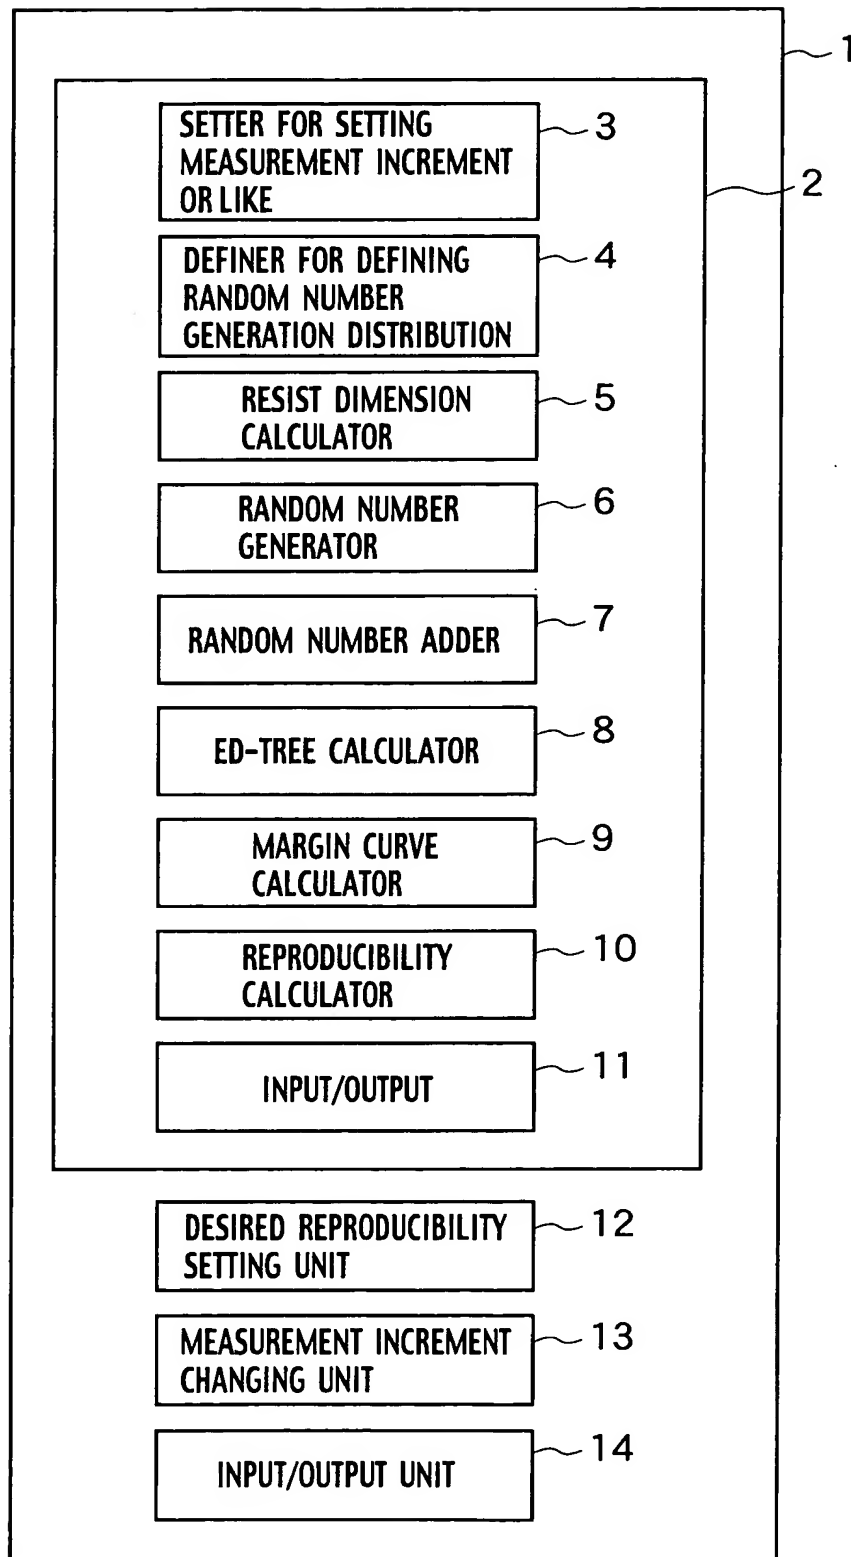 1
SETTER FOR SETTING
MEASUREMENT INCREMENT
OR LIKE
3
2
DEFINER FOR DEFINING
RANDOM NUMBER
GENERATION DISTRIBUTION
4
RESIST DIMENSION
CALCULATOR
5
RANDOM NUMBER
GENERATOR
6
RANDOM NUMBER ADDER
7
ED-TREE CALCULATOR
8
MARGIN CURVE
CALCULATOR
9
REPRODUCIBILITY
CALCULATOR
10
INPUT/OUTPUT
11
DESIRED REPRODUCIBILITY
SETTING UNIT
12
MEASUREMENT INCREMENT
CHANGING UNIT
13
INPUT/OUTPUT UNIT
14